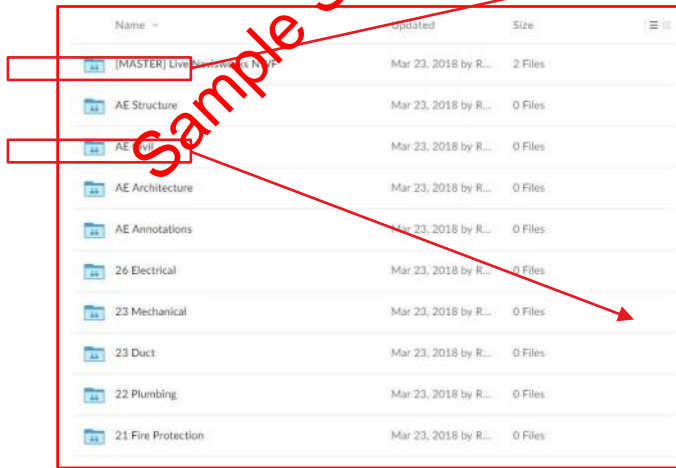 Name Updated Size
[MASTER] Live Navisworks NWF Mar 23, 2018 by R... 2 Files
AE Structure Mar 23, 2018 by R... 0 Files
AE Civil Mar 23, 2018 by R... 0 Files
AE Architecture Mar 23, 2018 by R... 0 Files
AE Annotations Mar 23, 2018 by R... 0 Files
26 Electrical Mar 23, 2018 by R... 0 Files
23 Mechanical Mar 23, 2018 by R... 0 Files
23 Duct Mar 23, 2018 by R... 0 Files
22 Plumbing Mar 23, 2018 by R... 0 Files
21 Fire Protection Mar 23, 2018 by R... 0 Files
Sample